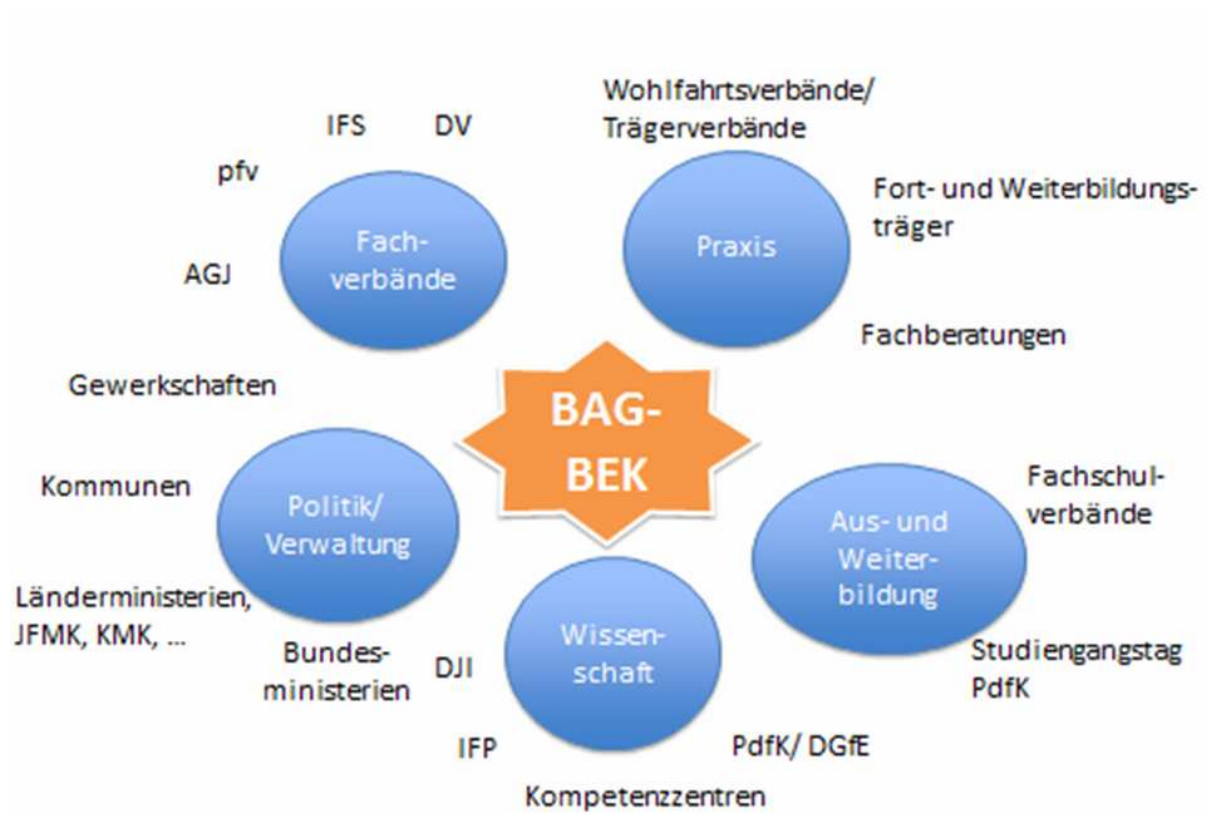 IFS
DV
pfv
AGJ
Fach-
verbände
Wohlfahrtsverbände/
Trägerverbände
Praxis
Fort- und Weiterbildungs-
träger
Fachberatungen
BAG-
BEK
Gewerkschaften
Kommunen
Politik/
Verwaltung
Länderministerien,
JFMK, KMK, ...
Bundes-
ministerien
Aus- und
Weiter-
bildung
Fachschul-
verbände
Studiengangstag
PdfK
Wissen-
schaft
DJI
IFP
PdfK/ DGfE
Kompetenzzentren